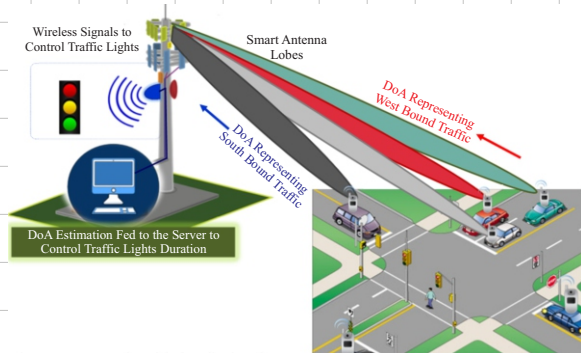 Wireless Signals to
Control Traffic Lights
Smart Antenna
Lobes
DoA Representing
West Bound Traffic
DoA Representing
South Bound Traffic
DoA Estimation Fed to the Server to
Control Traffic Lights Duration